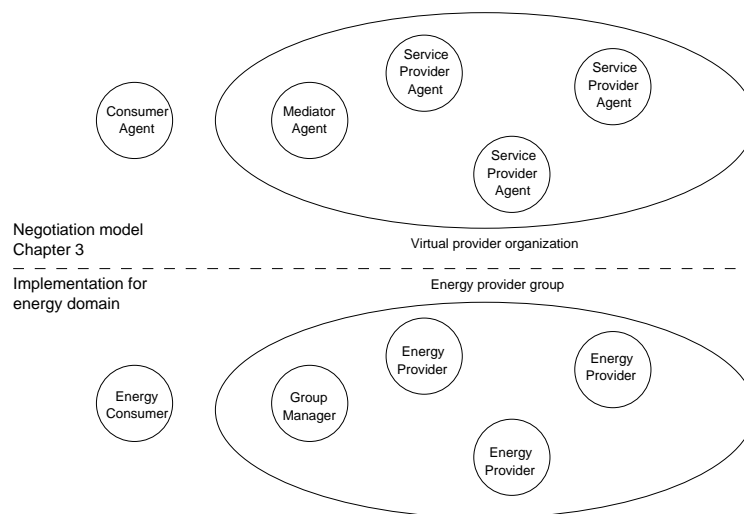 Service
Provider
Agent
Service
Provider
Agent
Consumer
Agent
Mediator
Agent
Service
Provider
Agent
Negotiation model
Chapter 3
Virtual provider organization
Implementation for
energy domain
Energy provider group
Energy
Provider
Energy
Provider
Energy
Consumer
Group
Manager
Energy
Provider